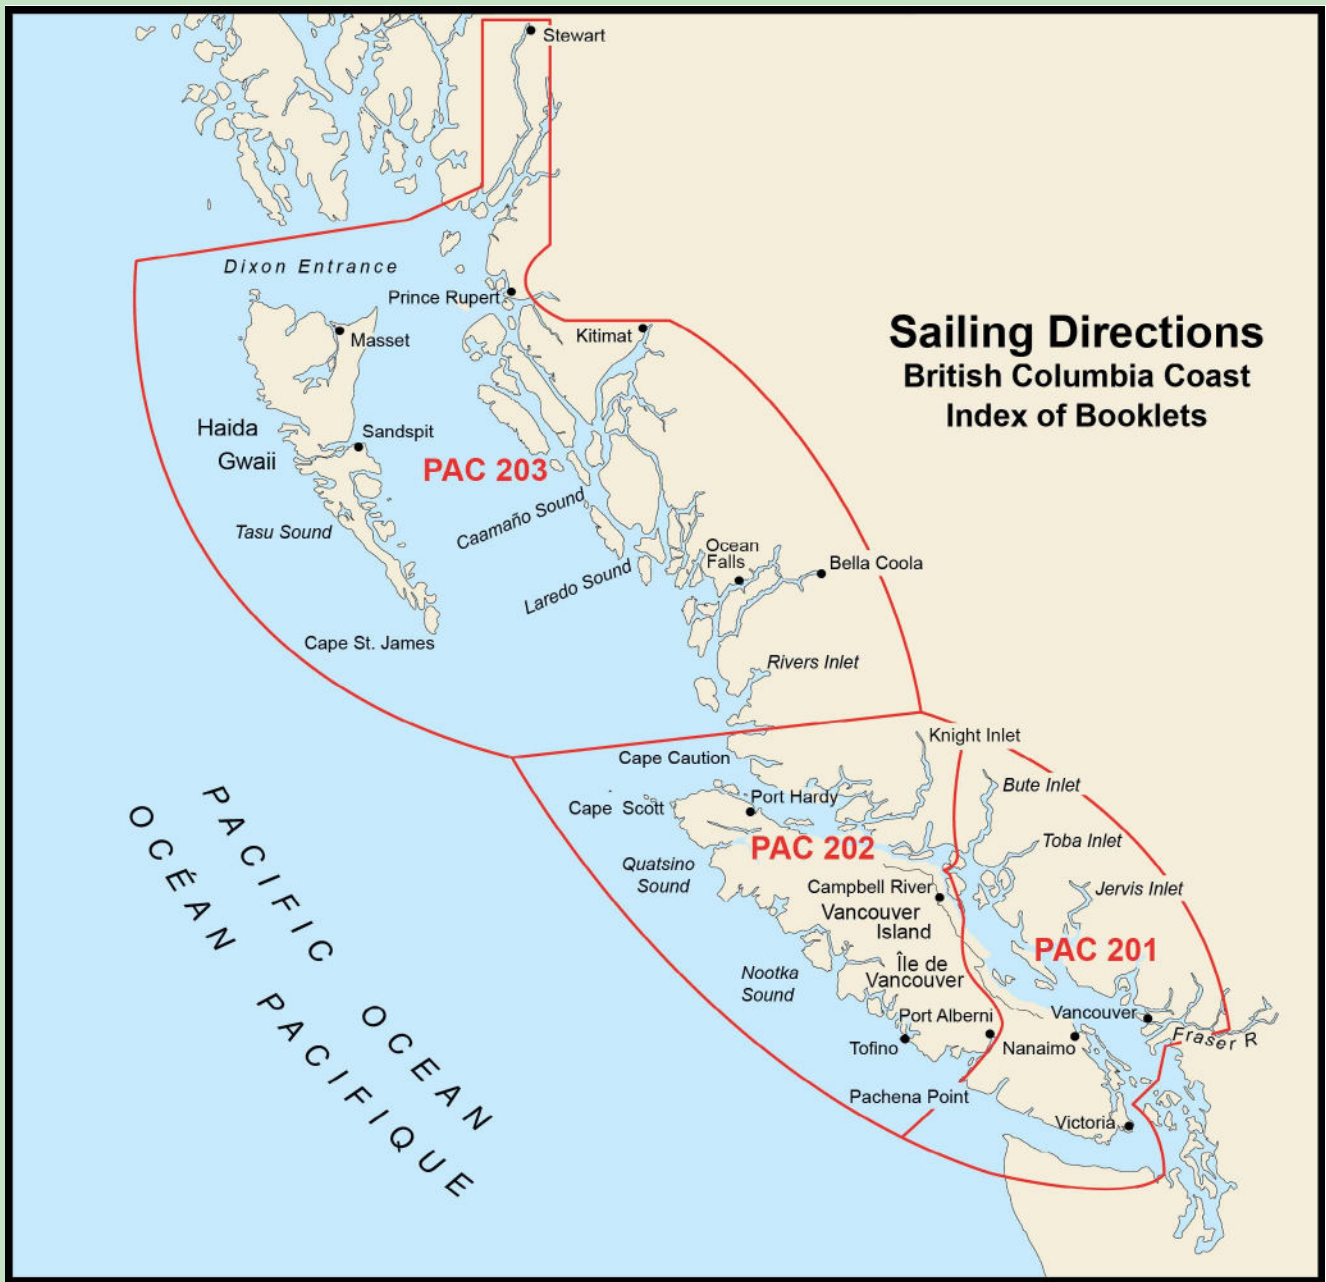 Stewart
Dixon Entrance
Prince Rupert
Masset
Kitimat
Sailing Directions
British Columbia Coast
Index of Booklets
Haida
Gwaii
Sandspit
PAC 203
Tasu Sound
Caamaño Sound
Laredo Sound
Ocean
Falls
Bella Coola
Cape St. James
Rivers Inlet
Knight Inlet
Cape Caution
Bute Inlet
Cape Scott
Port Hardy
PAC 202
Toba Inlet
Quatsino
Sound
Campbell River
Jervis Inlet
Vancouver
Island
PAC 201
Île de
Vancouver
Nootka
Sound
Port Alberni
Vancouver
Fraser R
Tofino
Nanaimo
Pachena Point
Victoria
PACIFIC OCEAN
OCÉAN PACIFIQUE